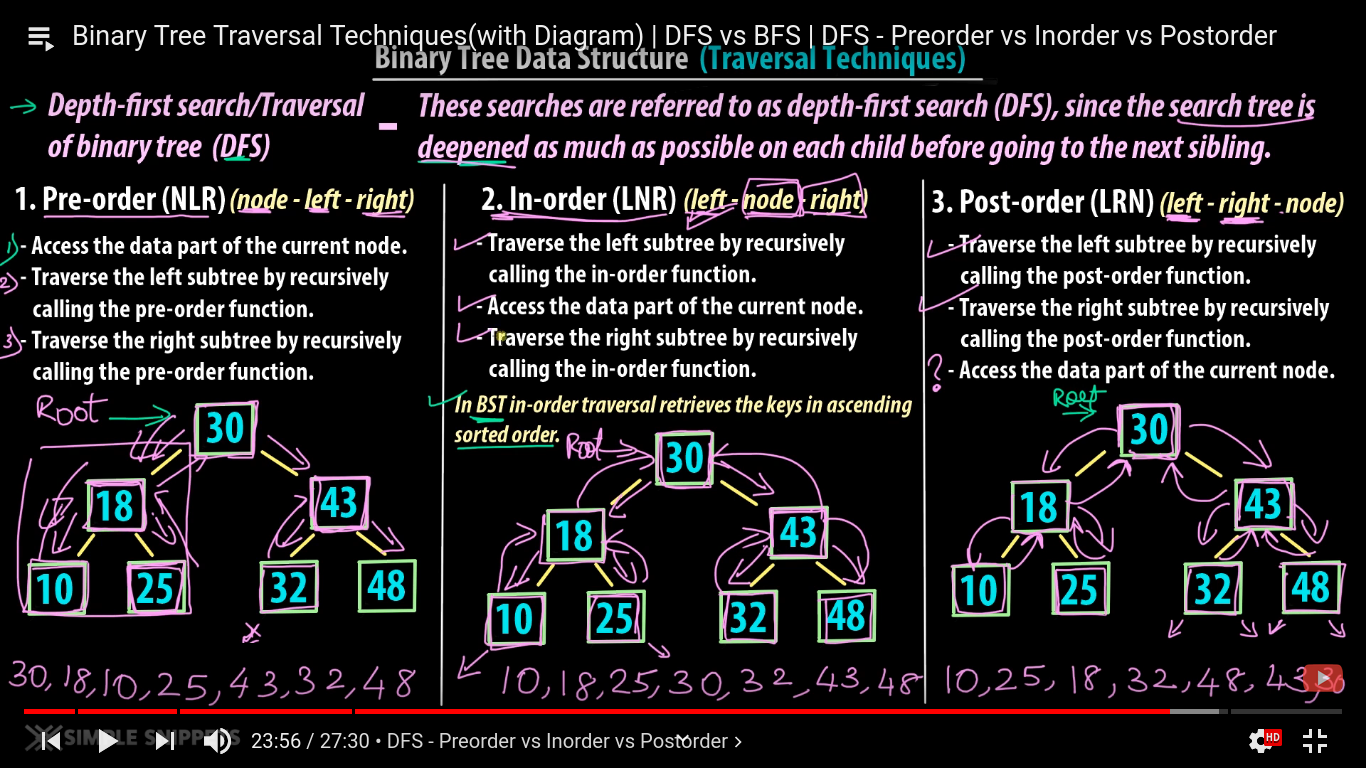 Binary Tree Traversal Techniques(with Diagram) | DFS vs BFS | DFS - Preorder vs Inorder vs Postorder
Binary Tree Data Structure (Traversal Techniques)
Depth-first search/Traversal
of binary tree (DFS)
-
These searches are referred to as depth-first search (DFS), since the search tree is
deepened as much as possible on each child before going to the next sibling.
1. Pre-order (NLR) (node - left - right)
1) - Access the data part of the current node.
2) - Traverse the left subtree by recursively
calling the pre-order function.
3) - Traverse the right subtree by recursively
calling the pre-order function.
Root
30
18
43
10
25
32
48
30, 18, 10, 25, 43, 32, 48
2. In-order (LNR) (left - node - right)
- Traverse the left subtree by recursively
calling the in-order function.
- Access the data part of the current node.
- Traverse the right subtree by recursively
calling the in-order function.
In BST in-order traversal retrieves the keys in ascending
sorted order.
Root
30
18
43
10
25
32
48
10, 18, 25, 30, 32, 43, 48
3. Post-order (LRN) (left - right - node)
- Traverse the left subtree by recursively
calling the post-order function.
- Traverse the right subtree by recursively
calling the post-order function.
? - Access the data part of the current node.
Root
30
18
43
10
25
32
48
10, 25, 18, 32, 48, 43, 30
SIMPLE SNIPPETS
23:56 / 27:30 • DFS - Preorder vs Inorder vs Postorder >
HD